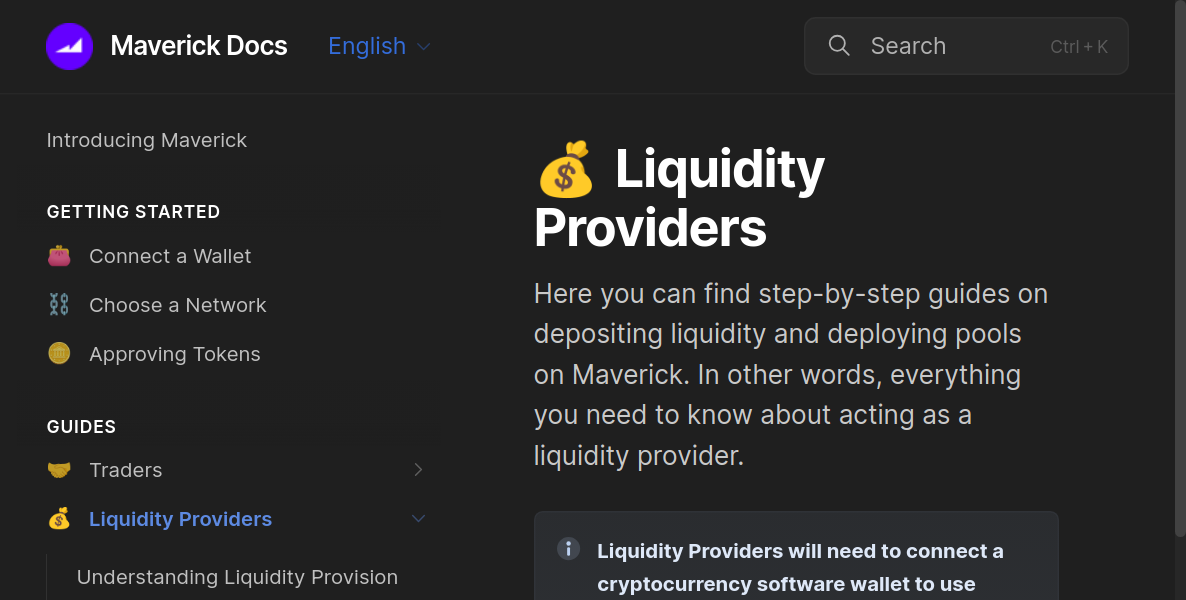 Maverick Docs
English
Search
Ctrl + K
Introducing Maverick
GETTING STARTED
Connect a Wallet
Choose a Network
Approving Tokens
GUIDES
Traders
Liquidity Providers
Understanding Liquidity Provision
Liquidity
Providers
Here you can find step-by-step guides on
depositing liquidity and deploying pools
on Maverick. In other words, everything
you need to know about acting as a
liquidity provider.
Liquidity Providers will need to connect a
cryptocurrency software wallet to use